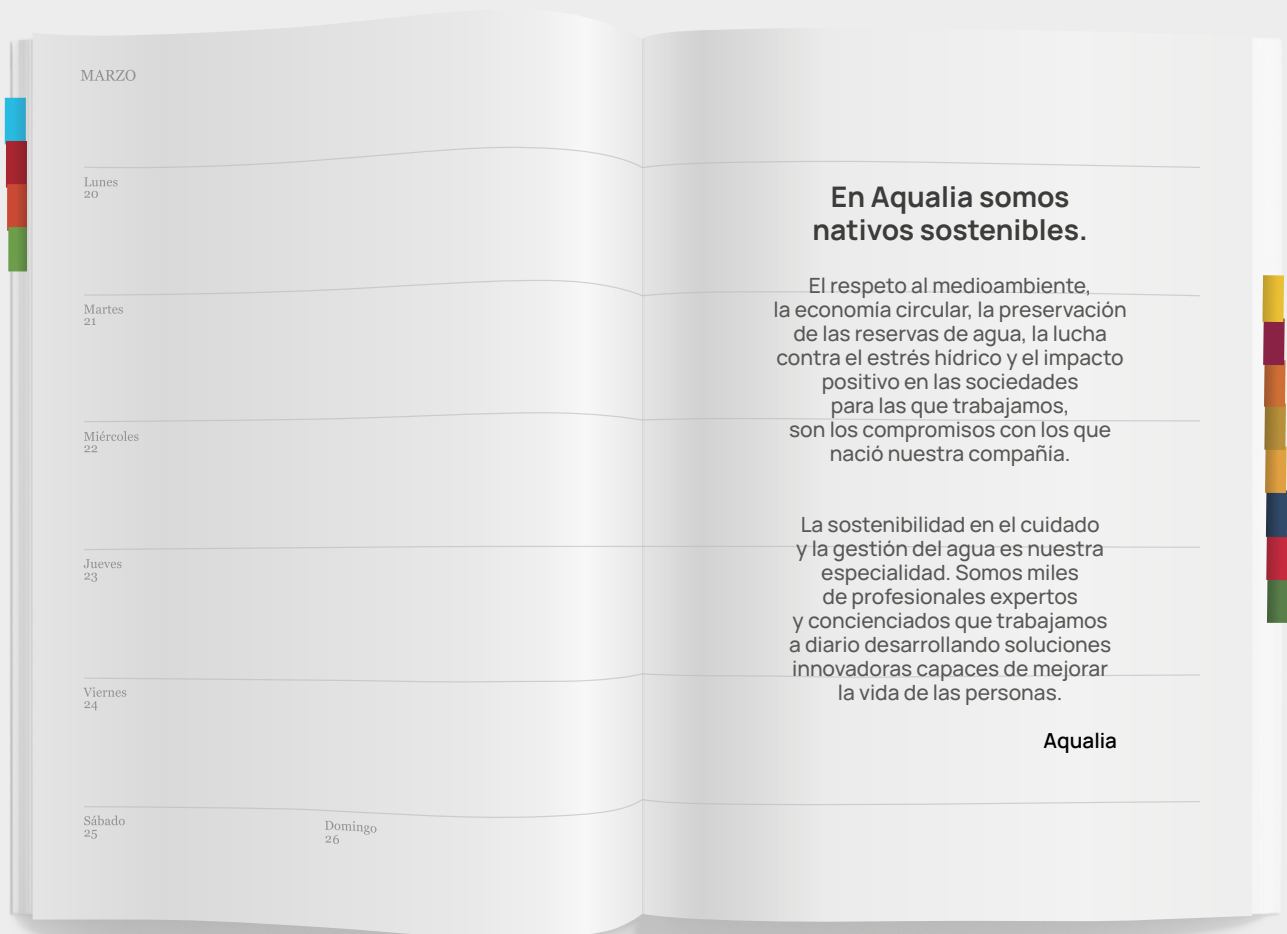 MARZO
Lunes
20
Martes
21
Miércoles
22
Jueves
23
Viernes
24
Sábado
25
Domingo
26
En Aqualia somos
nativos sostenibles.
El respeto al medioambiente,
la economía circular, la preservación
de las reservas de agua, la lucha
contra el estrés hídrico y el impacto
positivo en las sociedades
para las que trabajamos,
son los compromisos con los que
nació nuestra compañía.
La sostenibilidad en el cuidado
y la gestión del agua es nuestra
especialidad. Somos miles
de profesionales expertos
y concienciados que trabajamos
a diario desarrollando soluciones
innovadoras capaces de mejorar
la vida de las personas.
Aqualia